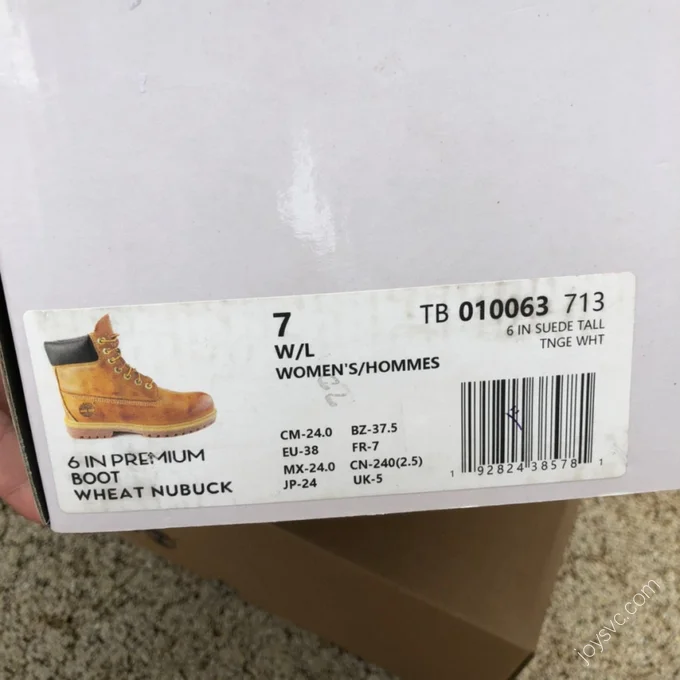 7
W/L
WOMEN'S/HOMMES
TB 010063 713
6 IN SUEDE TALL
TNGE WHT
6 IN PREMIUM
BOOT
WHEAT NUBUCK
CM-24.0 BZ-37.5
EU-38 FR-7
MX-24.0 CN-240(2.5)
JP-24 UK-5
1 92824 38578 1
joysvc.com